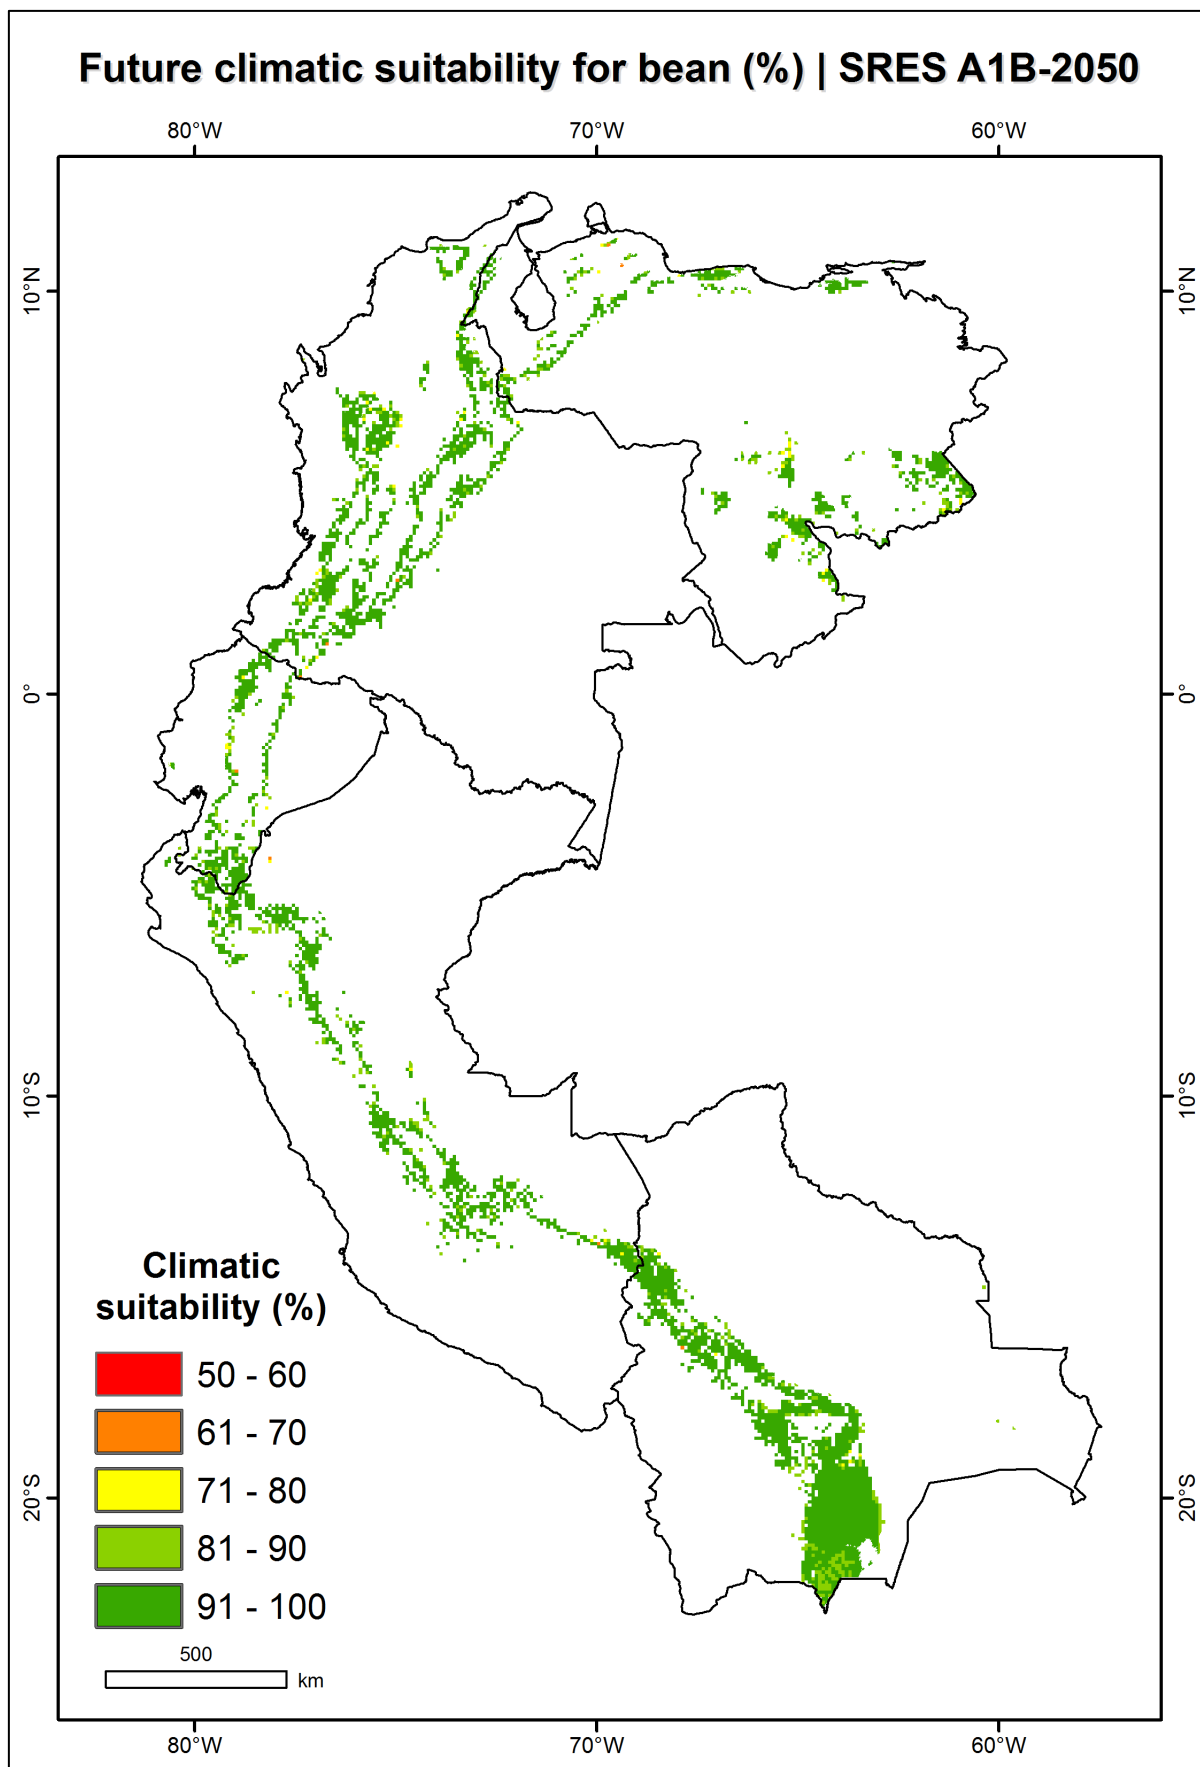 Future climatic suitability for bean (%) | SRES A1B-2050
80°W
70°W
60°W
10°N
10°N
0°
0°
10°S
10°S
20°S
20°S
Climatic
suitability (%)
50 - 60
61 - 70
71 - 80
81 - 90
91 - 100
500
km
80°W
70°W
60°W